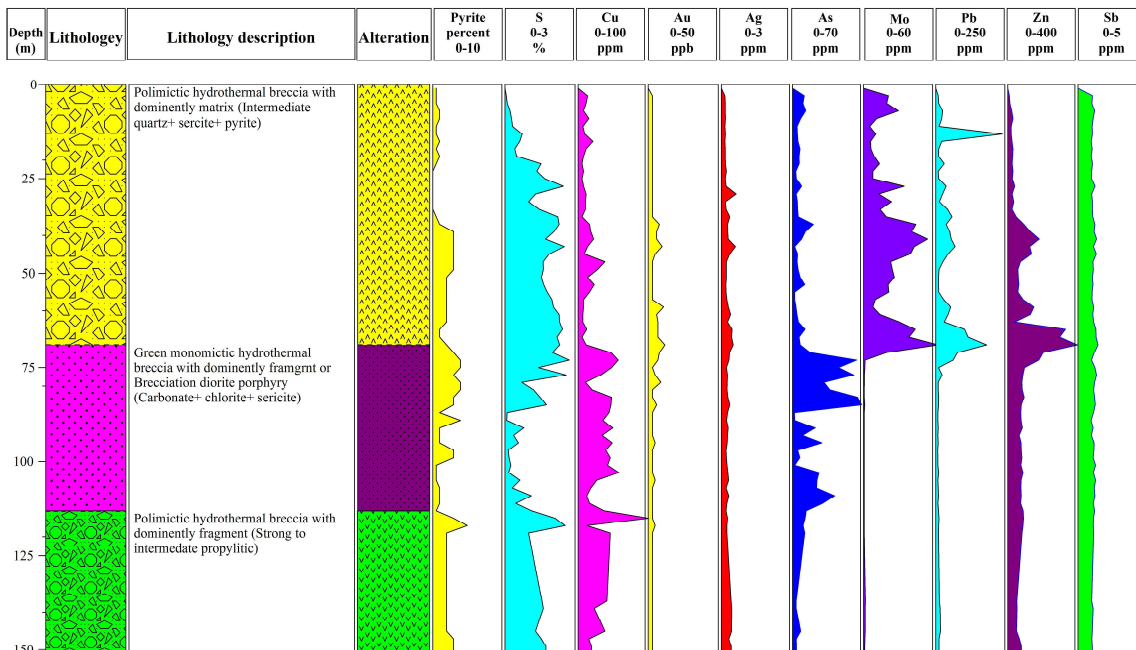 Depth (m)
Lithologey
Lithology description
Alteration
Pyrite percent 0-10
S 0-3 %
Cu 0-100 ppm
Au 0-50 ppb
Ag 0-3 ppm
As 0-70 ppm
Mo 0-60 ppm
Pb 0-250 ppm
Zn 0-400 ppm
Sb 0-5 ppm
0
Polimictic hydrothermal breccia with
dominently matrix (Intermediate
quartz+ sercite+ pyrite)
25
50
Green monomictic hydrothermal
breccia with dominently framgrnt or
Brecciation diorite porphyry
(Carbonate+ chlorite+ sericite)
75
100
Polimictic hydrothermal breccia with
dominently fragment (Strong to
intermedate propylitic)
125
150